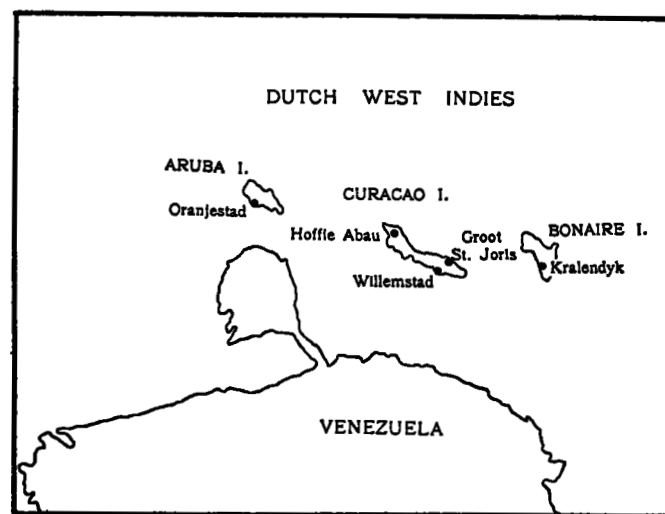 DUTCH WEST INDIES
ARUBA I.
Oranjestad
CURACAO I.
Hoffie Abau
Groot
St. Joris
Willemstad
BONAIRE I.
Kralendyk
VENEZUELA